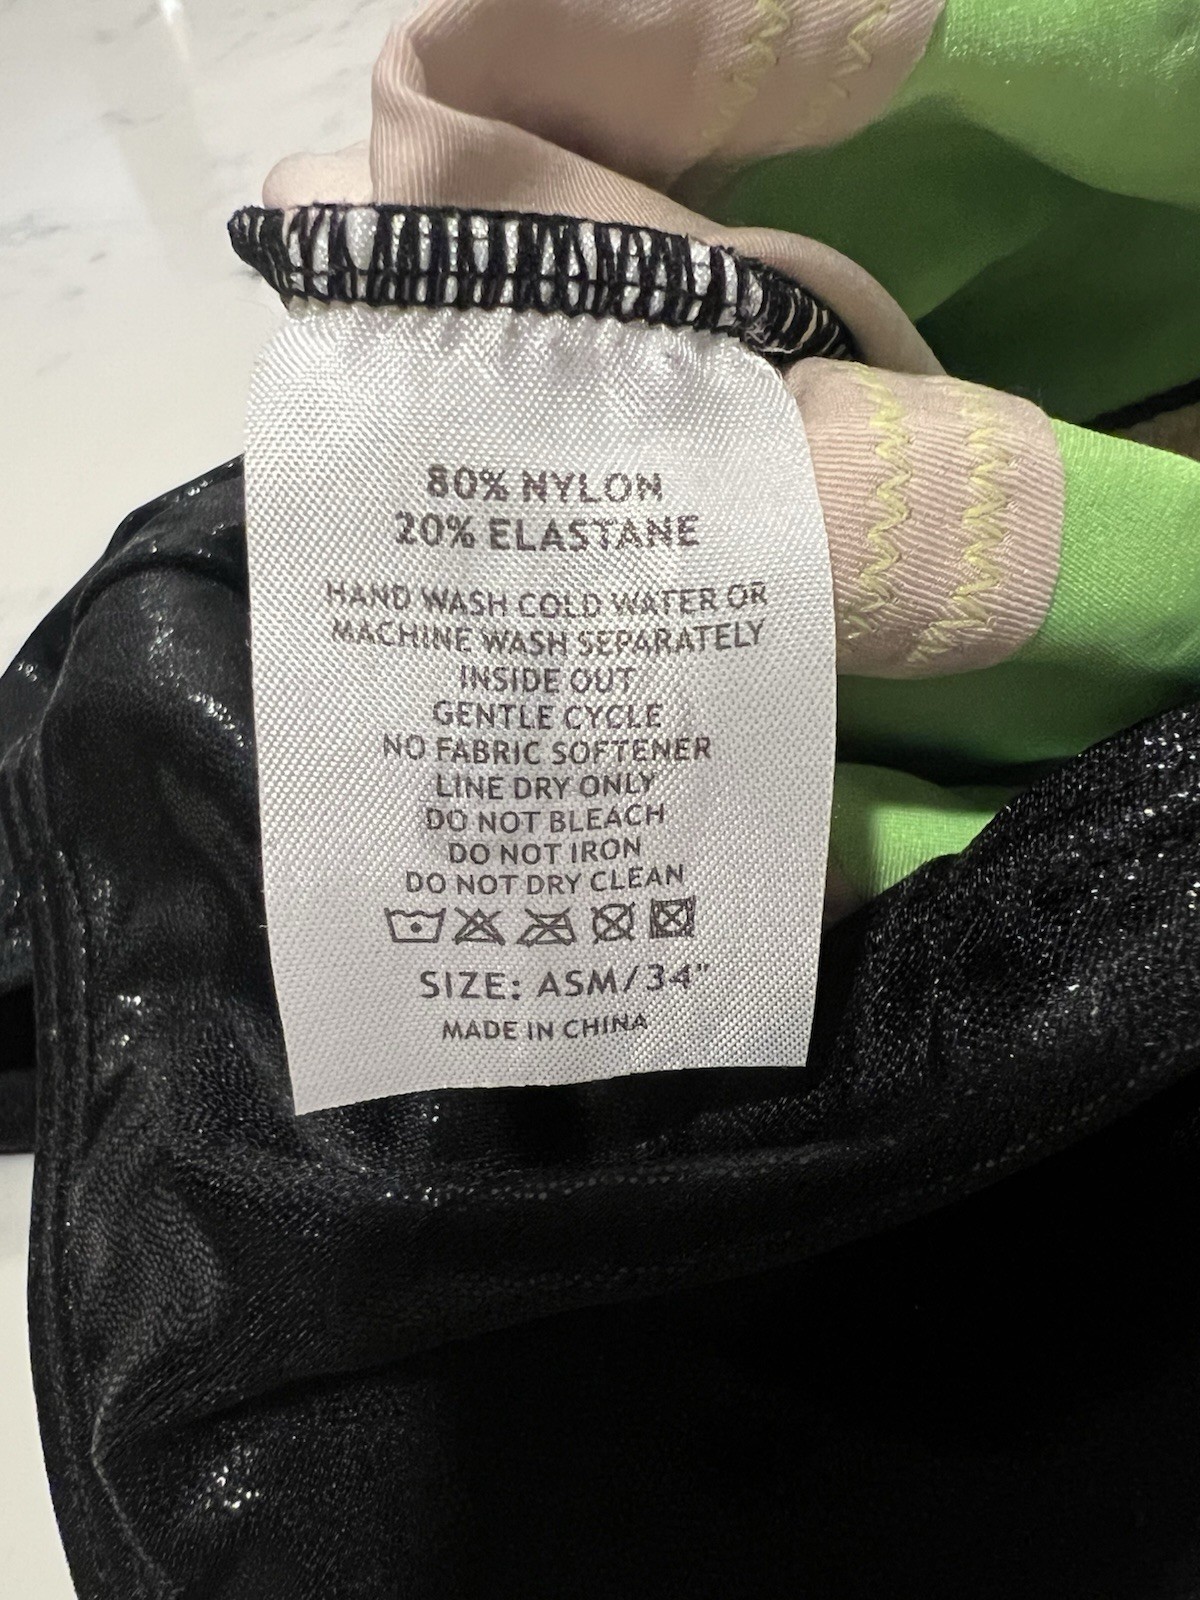 80% NYLON
20% ELASTANE
HAND WASH COLD WATER OR
MACHINE WASH SEPARATELY
INSIDE OUT
GENTLE CYCLE
NO FABRIC SOFTENER
LINE DRY ONLY
DO NOT BLEACH
DO NOT IRON
DO NOT DRY CLEAN
SIZE: ASM/34"
MADE IN CHINA